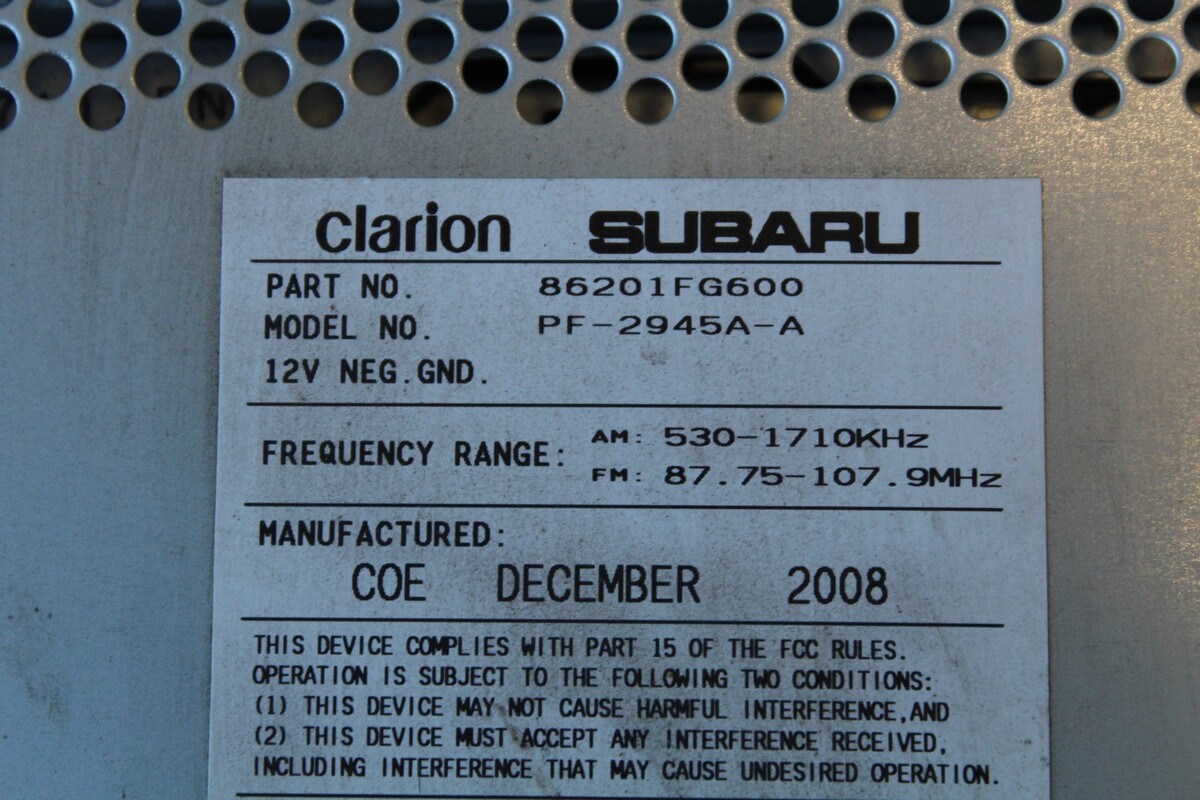 clarion SUBARU
PART NO. 86201FG600
MODEL NO. PF-2945A-A
12V NEG.GND.
FREQUENCY RANGE: AM: 530-1710KHz
FM: 87.75-107.9MHz
MANUFACTURED:
COE DECEMBER 2008
THIS DEVICE COMPLIES WITH PART 15 OF THE FCC RULES.
OPERATION IS SUBJECT TO THE FOLLOWING TWO CONDITIONS:
(1) THIS DEVICE MAY NOT CAUSE HARMFUL INTERFERENCE,AND
(2) THIS DEVICE MUST ACCEPT ANY INTERFERENCE RECEIVED,
INCLUDING INTERFERENCE THAT MAY CAUSE UNDESIRED OPERATION.